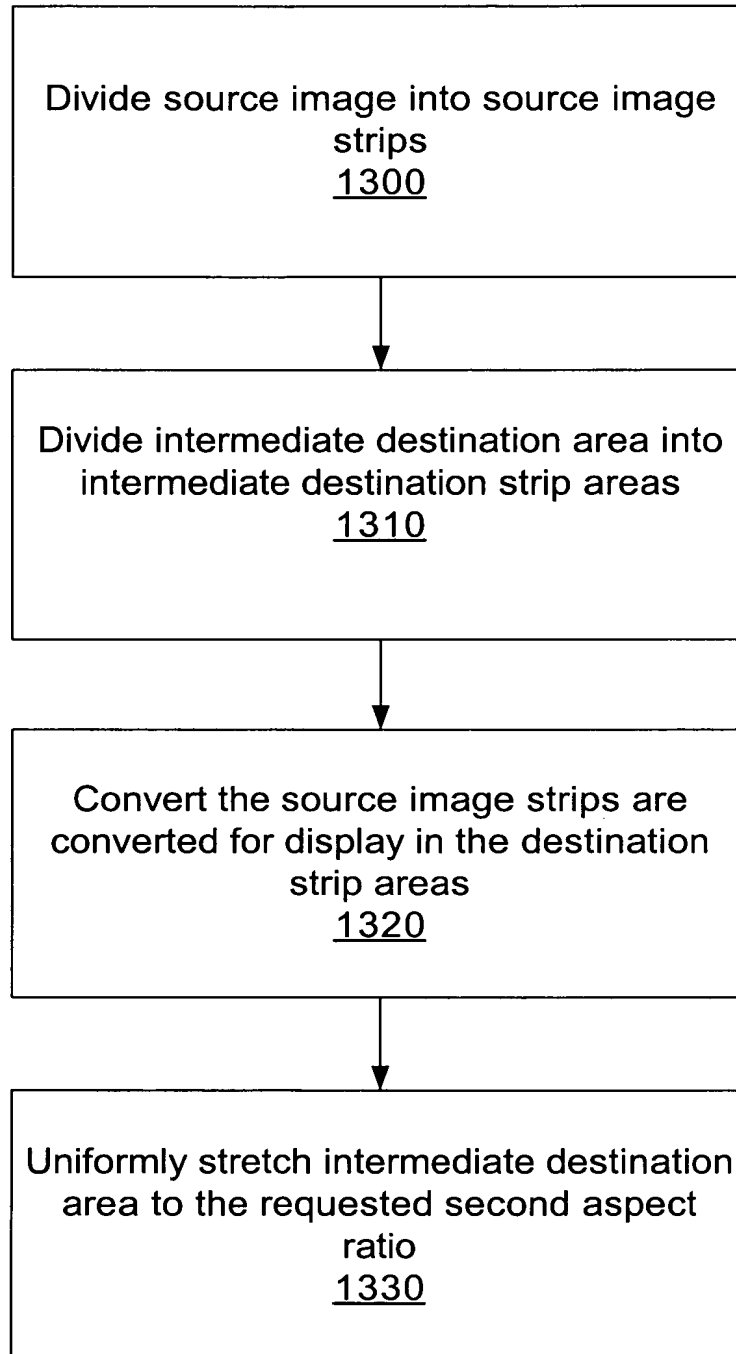 Divide source image into source image
strips
1300
Divide intermediate destination area into
intermediate destination strip areas
1310
Convert the source image strips are
converted for display in the destination
strip areas
1320
Uniformly stretch intermediate destination
area to the requested second aspect
ratio
1330